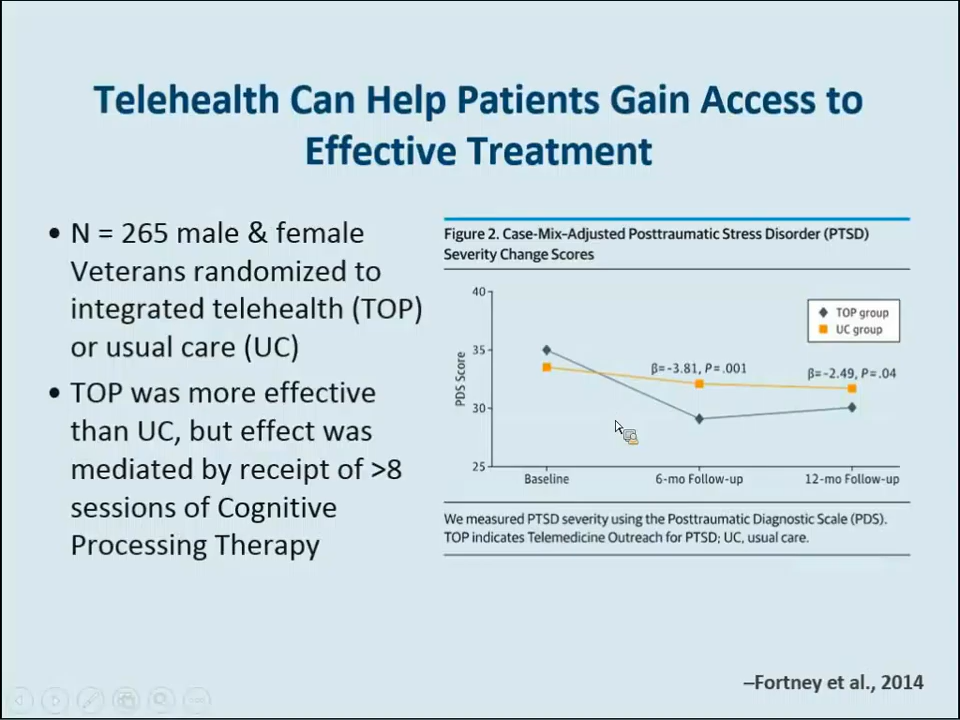 Telehealth Can Help Patients Gain Access to
Effective Treatment
• N = 265 male & female
Veterans randomized to
integrated telehealth (TOP)
or usual care (UC)
• TOP was more effective
than UC, but effect was
mediated by receipt of >8
sessions of Cognitive
Processing Therapy
Figure 2. Case-Mix–Adjusted Posttraumatic Stress Disorder (PTSD)
Severity Change Scores
40
35
30
25
PDS Score
TOP group
UC group
β=-3.81, P=.001
β=-2.49, P=.04
Baseline
6-mo Follow-up
12-mo Follow-up
We measured PTSD severity using the Posttraumatic Diagnostic Scale (PDS).
TOP indicates Telemedicine Outreach for PTSD; UC, usual care.
–Fortney et al., 2014